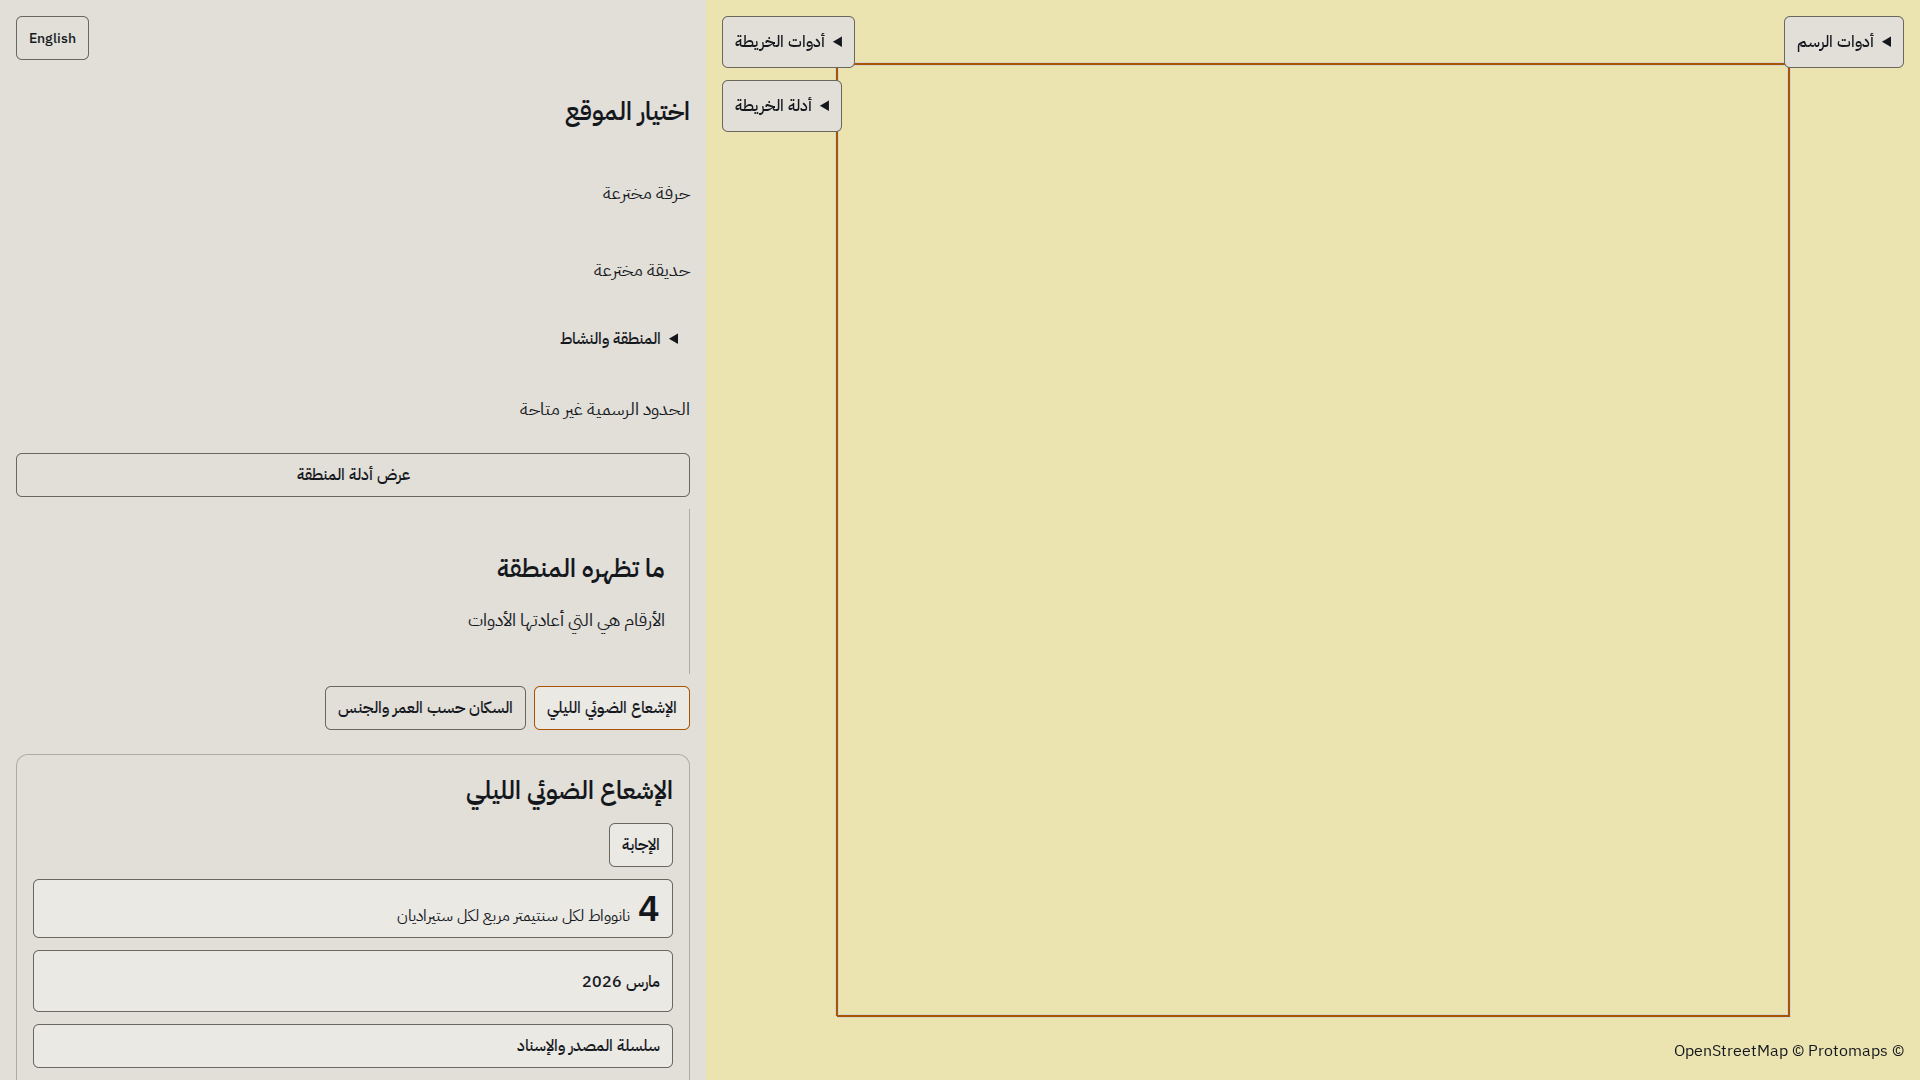 English
أدوات الخريطة
أدوات الرسم
أدلة الخريطة
اختيار الموقع
حرفة مخترعة
حديقة مخترعة
المنطقة والنشاط
الحدود الرسمية غير متاحة
عرض أدلة المنطقة
ما تظهره المنطقة
الأرقام هي التي أعادتها الأدوات
الإشعاع الضوئي الليلي
السكان حسب العمر والجنس
الإشعاع الضوئي الليلي
الإجابة
4 نانوواط لكل سنتيمتر مربع لكل ستيراديان
مارس 2026
سلسلة المصدر والإسناد
OpenStreetMap © Protomaps ©